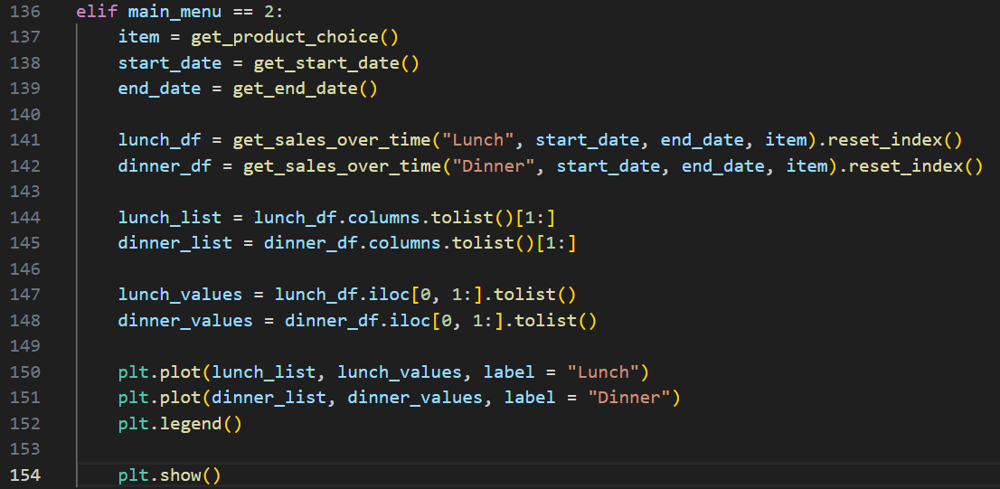 136 elif main_menu == 2:
137     item = get_product_choice()
138     start_date = get_start_date()
139     end_date = get_end_date()
140
141     lunch_df = get_sales_over_time("Lunch", start_date, end_date, item).reset_index()
142     dinner_df = get_sales_over_time("Dinner", start_date, end_date, item).reset_index()
143
144     lunch_list = lunch_df.columns.tolist()[1:]
145     dinner_list = dinner_df.columns.tolist()[1:]
146
147     lunch_values = lunch_df.iloc[0, 1:].tolist()
148     dinner_values = dinner_df.iloc[0, 1:].tolist()
149
150     plt.plot(lunch_list, lunch_values, label = "Lunch")
151     plt.plot(dinner_list, dinner_values, label = "Dinner")
152     plt.legend()
153
154     plt.show()